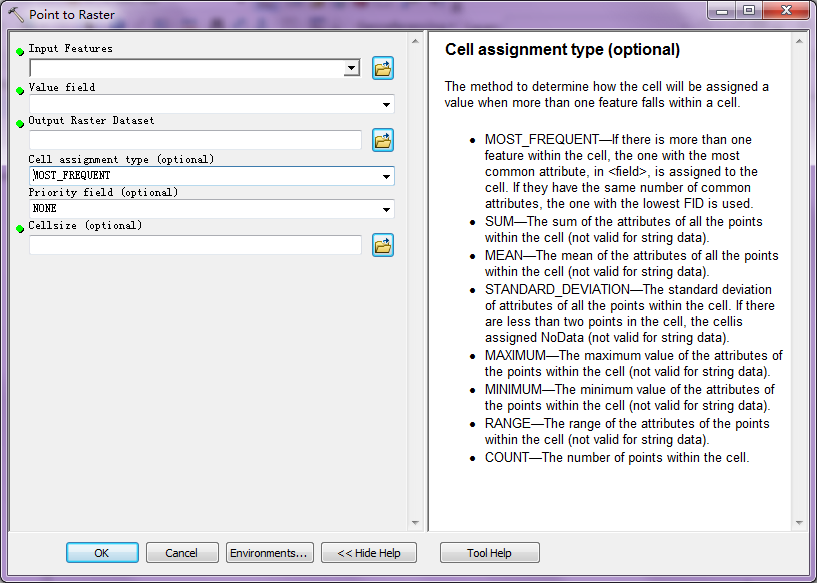 Point to Raster
Input Features
Value field
Output Raster Dataset
Cell assignment type (optional)
MOST_FREQUENT
Priority field (optional)
NONE
Cellsize (optional)
Cell assignment type (optional)
The method to determine how the cell will be assigned a
value when more than one feature falls within a cell.
• MOST_FREQUENT—If there is more than one
feature within the cell, the one with the most
common attribute, in <field>, is assigned to the
cell. If they have the same number of common
attributes, the one with the lowest FID is used.
• SUM—The sum of the attributes of all the points
within the cell (not valid for string data).
• MEAN—The mean of the attributes of all the points
within the cell (not valid for string data).
• STANDARD_DEVIATION—The standard deviation
of attributes of all the points within the cell. If there
are less than two points in the cell, the cellis
assigned NoData (not valid for string data).
• MAXIMUM—The maximum value of the attributes of
the points within the cell (not valid for string data).
• MINIMUM—The minimum value of the attributes of
the points within the cell (not valid for string data).
• RANGE—The range of the attributes of the points
within the cell (not valid for string data).
• COUNT—The number of points within the cell.
OK
Cancel
Environments...
<< Hide Help
Tool Help